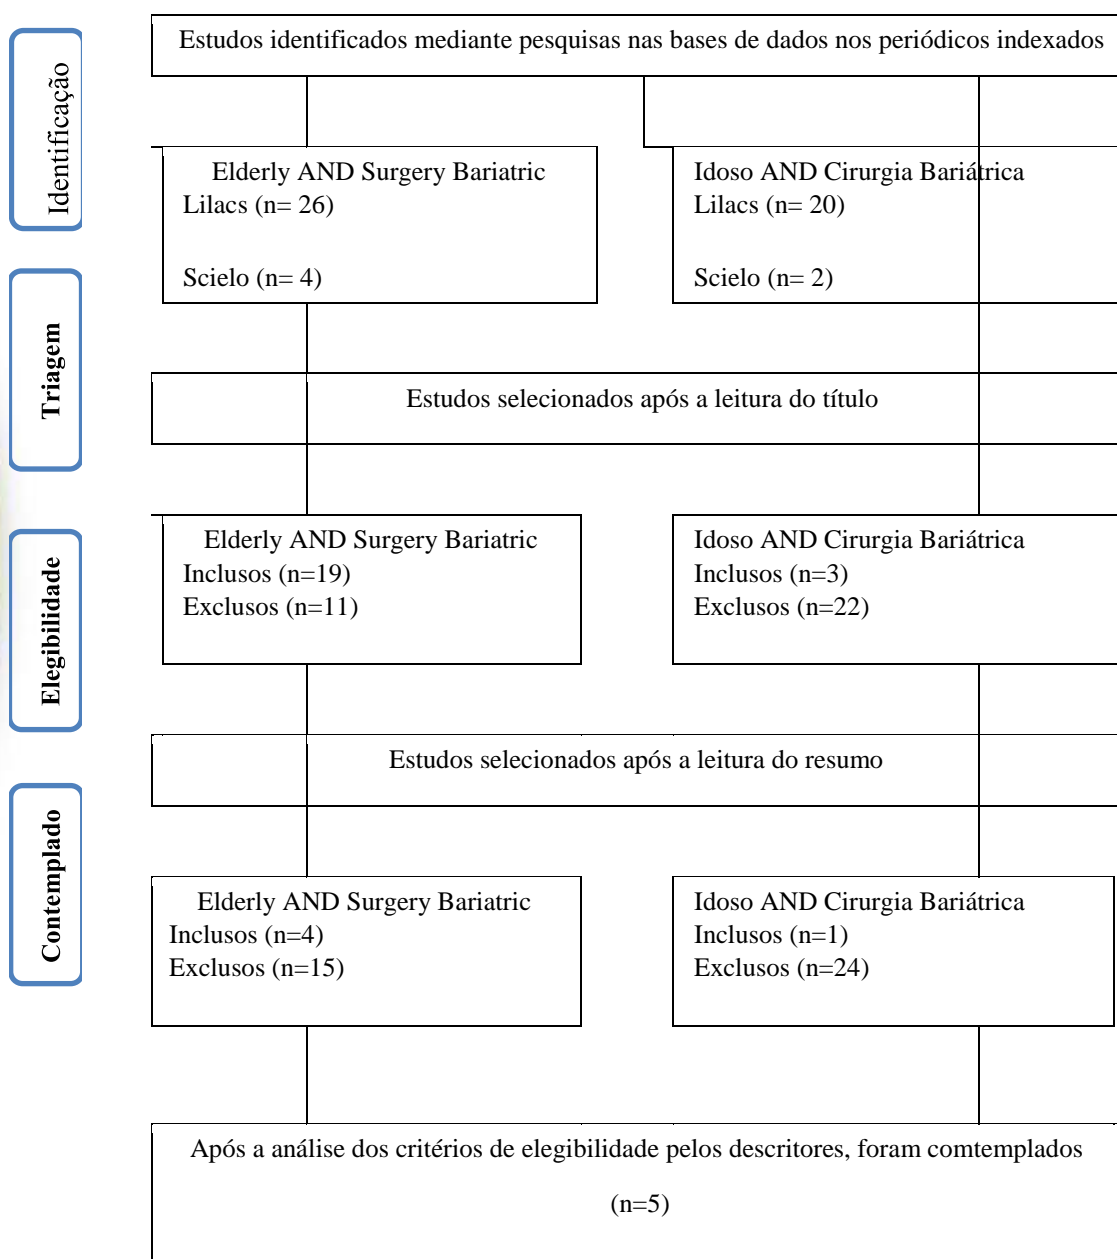 Identificação
Estudos identificados mediante pesquisas nas bases de dados nos periódicos indexados
Elderly AND Surgery Bariatric
Lilacs (n= 26)
Scielo (n= 4)
Idoso AND Cirurgia Bariátrica
Lilacs (n= 20)
Scielo (n= 2)
Triagem
Estudos selecionados após a leitura do título
Elegibilidade
Elderly AND Surgery Bariatric
Inclusos (n=19)
Exclusos (n=11)
Idoso AND Cirurgia Bariátrica
Inclusos (n=3)
Exclusos (n=22)
Estudos selecionados após a leitura do resumo
Contemplado
Elderly AND Surgery Bariatric
Inclusos (n=4)
Exclusos (n=15)
Idoso AND Cirurgia Bariátrica
Inclusos (n=1)
Exclusos (n=24)
Após a análise dos critérios de elegibilidade pelos descritores, foram comtemplados
(n=5)